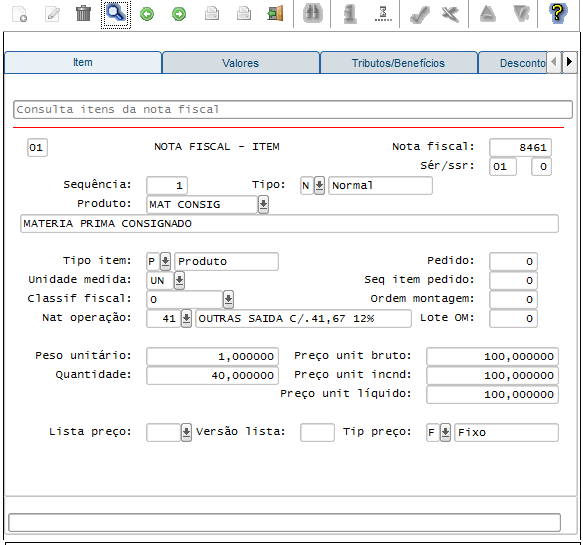 Item Valores Tributos/Benefícios Desconto
Consulta itens da nota fiscal
01 NOTA FISCAL - ITEM Nota fiscal: 8461
Sér/ssr: 01 0
Sequência: 1 Tipo: N Normal
Produto: MAT CONSIG
MATERIA PRIMA CONSIGNADO
Tipo item: P Produto Pedido: 0
Unidade medida: UN Seq item pedido: 0
Classif fiscal: 0 Ordem montagem: 0
Nat operação: 41 OUTRAS SAIDA C/.41,67 12% Lote OM: 0
Peso unitário: 1,000000 Preço unit bruto: 100,000000
Quantidade: 40,000000 Preço unit incnd: 100,000000
Preço unit líquido: 100,000000
Lista preço: Versão lista: Tip preço: F Fixo